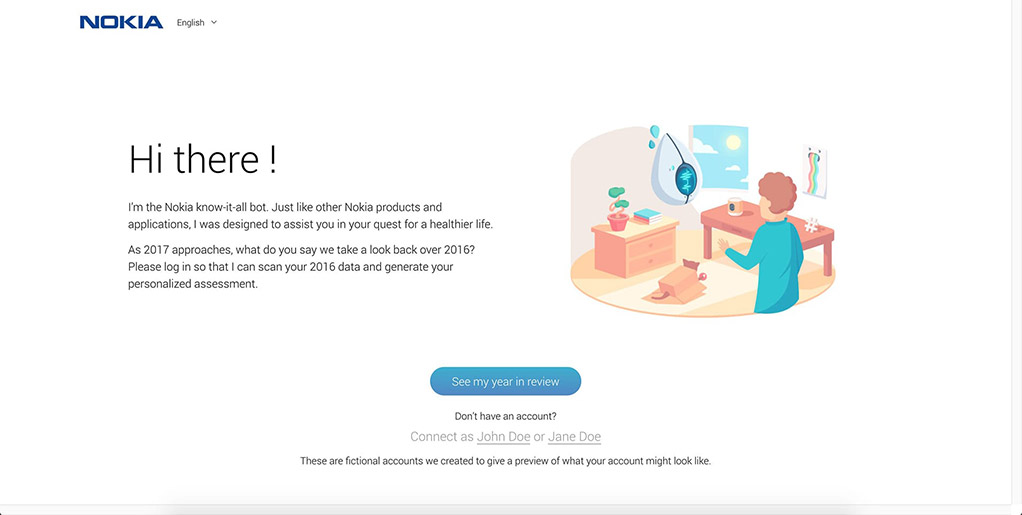 NOKIA English
Hi there !
I'm the Nokia know-it-all bot. Just like other Nokia products and
applications, I was designed to assist you in your quest for a healthier life.
As 2017 approaches, what do you say we take a look back over 2016?
Please log in so that I can scan your 2016 data and generate your
personalized assessment.
#
See my year in review
Don't have an account?
Connect as John Doe or Jane Doe
These are fictional accounts we created to give a preview of what your account might look like.